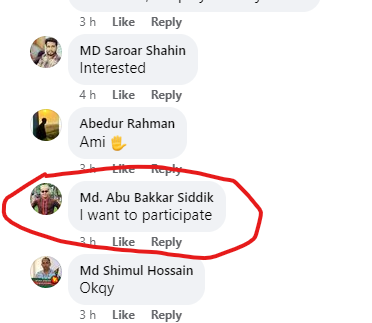 3 h Like Reply
MD Saroar Shahin
Interested
4 h Like Reply
Abedur Rahman
Ami ✋
3 h Like Reply
Md. Abu Bakkar Siddik
I want to participate
3 h Like Reply
Md Shimul Hossain
Okqy
3 h Like Reply